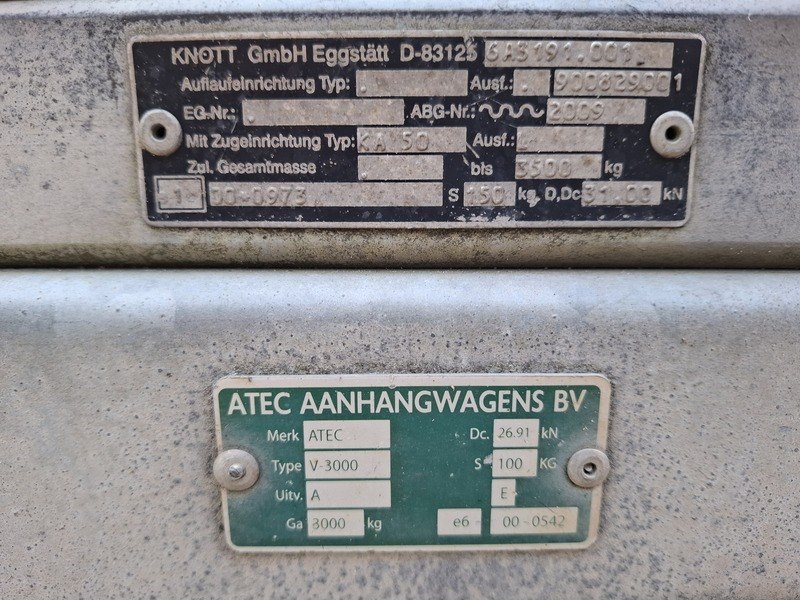 KNOTT GmbH Eggstätt D-83125 6A3191.001
Auflaufeinrichtung Typ: . Ausf.: . 900829001
EG-Nr.: . ABG-Nr.: 2009
Mit Zugeinrichtung Typ: KA 50 Ausf.:
Zul. Gesamtmasse . bis 3500 kg
1 00-0973 S 150 kg, D,Dc 31.00 kN
ATEC AANHANGWAGENS BV
Merk ATEC Dc. 26.91 kN
Type V-3000 S 100 KG
Uitv. A E
Ga 3000 kg e6 00-0542